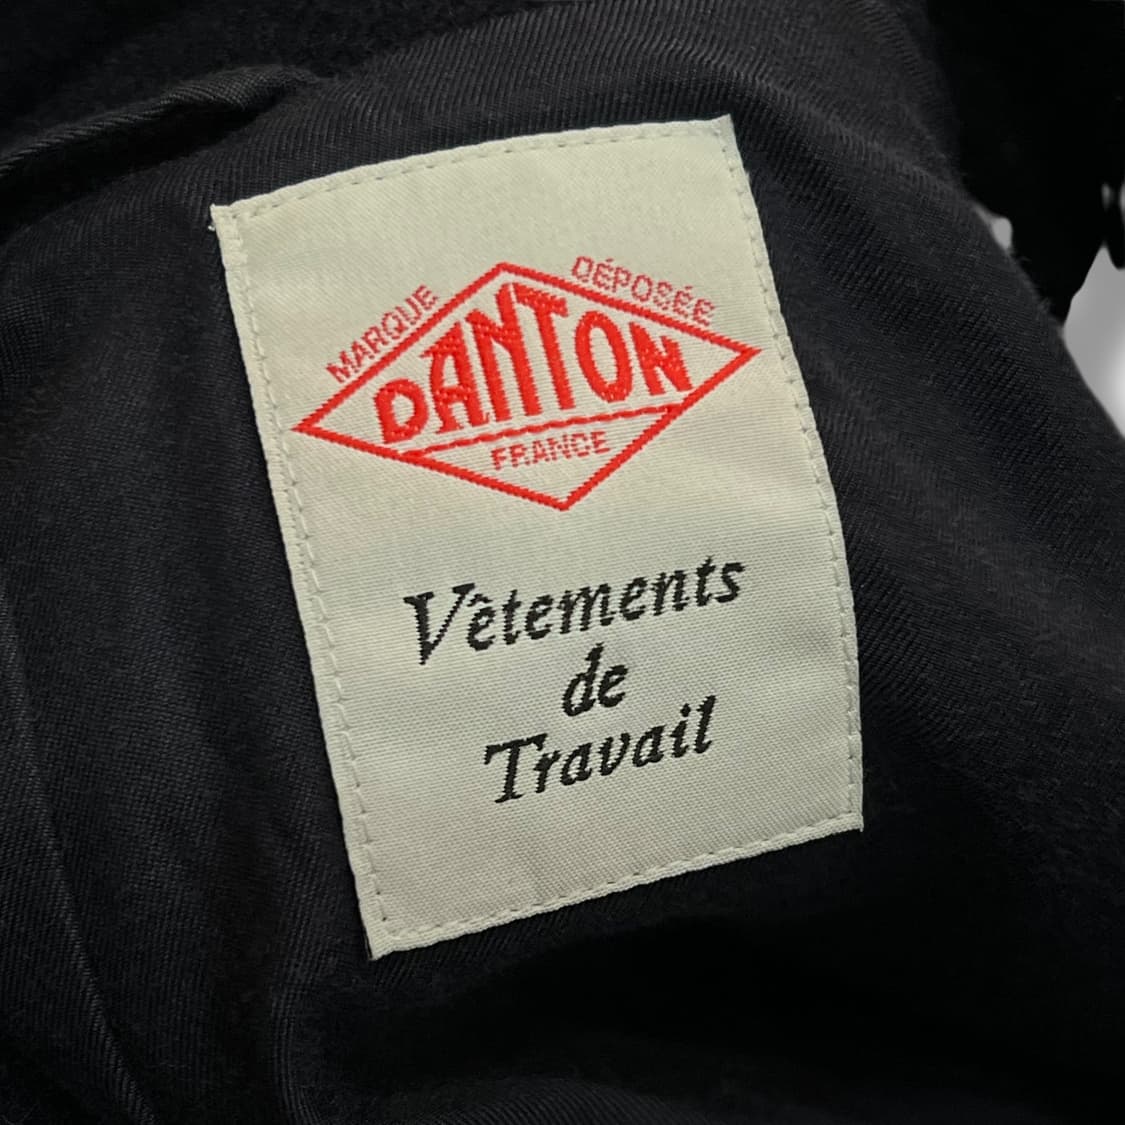 MARQUE DÉPOSÉE
DANTON
FRANCE
Vêtements
de
Travail